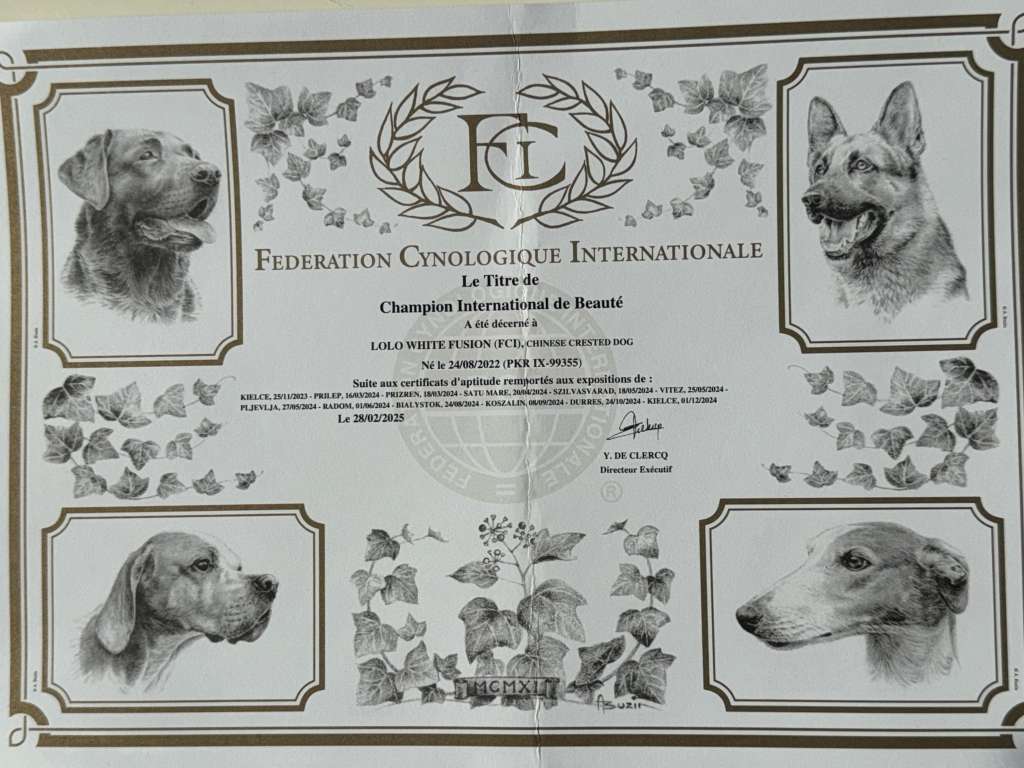 FCI
FEDERATION CYNOLOGIQUE INTERNATIONALE
Le Titre de
Champion International de Beauté
A été décerné à
LOLO WHITE FUSION (FCI), CHINESE CRESTED DOG
Né le 24/08/2022 (PKR IX-99355)
Suite aux certificats d'aptitude remportés aux expositions de :
KIELCE, 25/11/2023 - PRILEP, 16/03/2024 - PRIZREN, 18/03/2024 - SATU MARE, 20/04/2024 - SZILVASVARAD, 18/05/2024 - VITEZ, 25/05/2024 -
PLJEVLJA, 27/05/2024 - RADOM, 01/06/2024 - BIALYSTOK, 24/08/2024 - KOSZALIN, 08/09/2024 - DURRES, 24/10/2024 - KIELCE, 01/12/2024
Le 28/02/2025
Y. DE CLERCQ
Directeur Exécutif
®
MCMXI